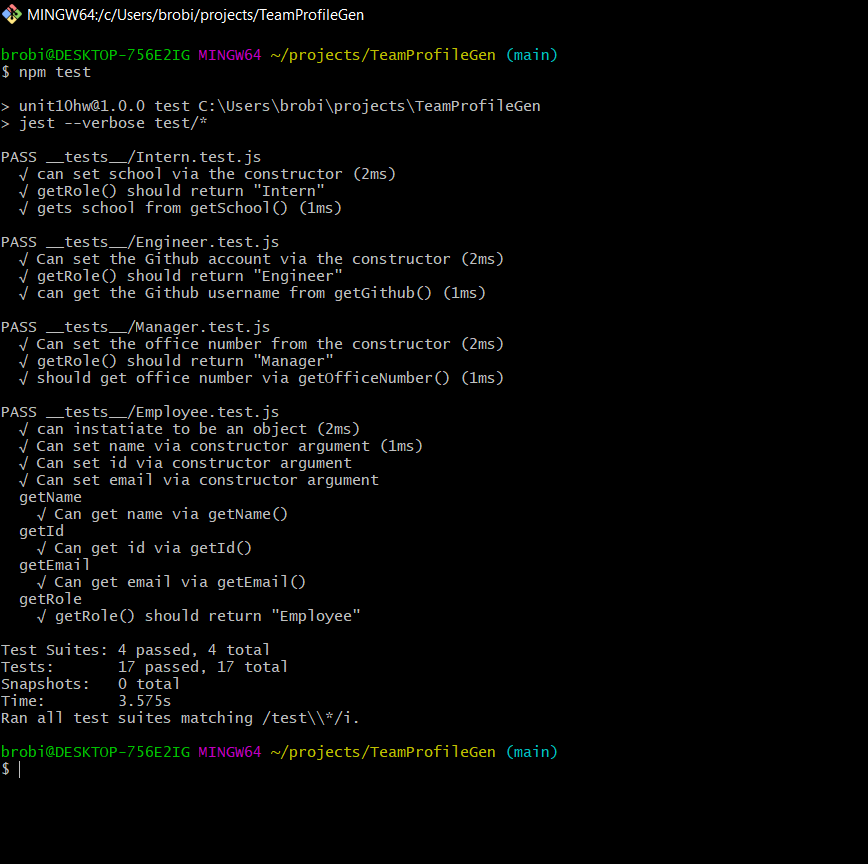 MINGW64:/c/Users/brobi/projects/TeamProfileGen
brobi@DESKTOP-756E2IG MINGW64 ~/projects/TeamProfileGen (main)
$ npm test
> unit10hw@1.0.0 test C:\Users\brobi\projects\TeamProfileGen
> jest --verbose test/*
PASS __tests__/Intern.test.js
√ can set school via the constructor (2ms)
√ getRole() should return "Intern"
√ gets school from getSchool() (1ms)
PASS __tests__/Engineer.test.js
√ Can set the Github account via the constructor (2ms)
√ getRole() should return "Engineer"
√ can get the Github username from getGithub() (1ms)
PASS __tests__/Manager.test.js
√ Can set the office number from the constructor (2ms)
√ getRole() should return "Manager"
√ should get office number via getOfficeNumber() (1ms)
PASS __tests__/Employee.test.js
√ can instatiate to be an object (2ms)
√ Can set name via constructor argument (1ms)
√ Can set id via constructor argument
√ Can set email via constructor argument
getName
√ Can get name via getName()
getId
√ Can get id via getId()
getEmail
√ Can get email via getEmail()
getRole
√ getRole() should return "Employee"
Test Suites: 4 passed, 4 total
Tests:       17 passed, 17 total
Snapshots:   0 total
Time:        3.575s
Ran all test suites matching /test\\*/i.
brobi@DESKTOP-756E2IG MINGW64 ~/projects/TeamProfileGen (main)
$